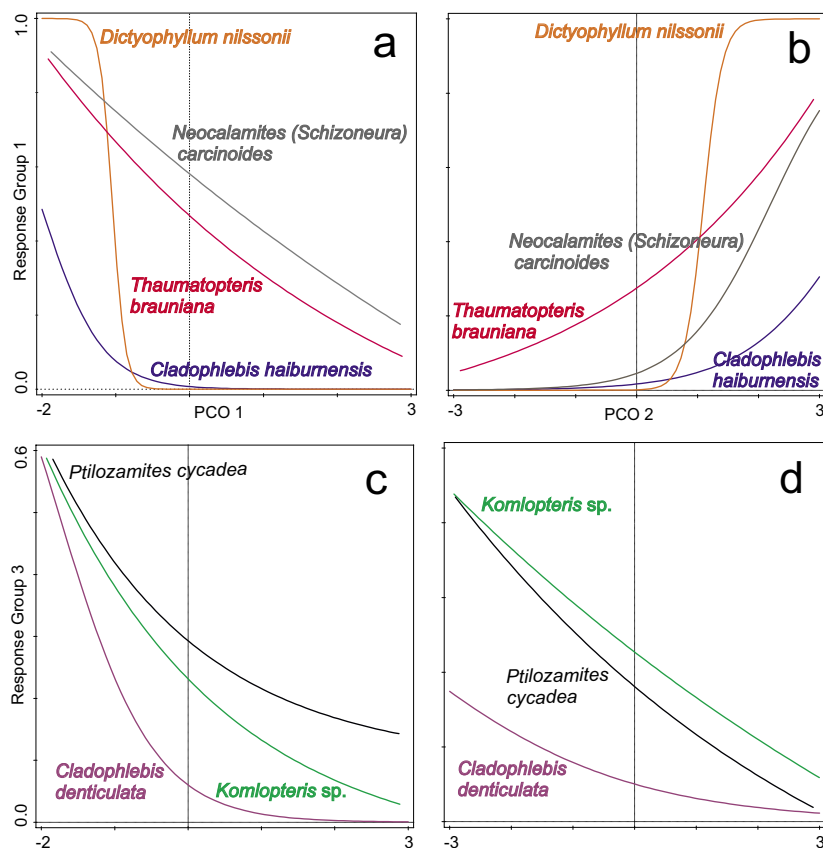 1.0
Dictyophyllum nilssonii
a
Neocalamites (Schizoneura)
carcinoides
Response Group 1
Thaumatopteris
brauniana
Cladophlebis haiburnensis
0.0
-2
PCO 1
3
Dictyophyllum nilssonii
b
Neocalamites (Schizoneura)
carcinoides
Thaumatopteris
brauniana
Cladophlebis
haiburnensis
-3
PCO 2
3
0.6
Ptilozamites cycadea
c
Response Group 3
Cladophlebis
denticulata
Komlopteris sp.
0.0
-2
3
d
Komlopteris sp.
Ptilozamites
cycadea
Cladophlebis
denticulata
-3
3